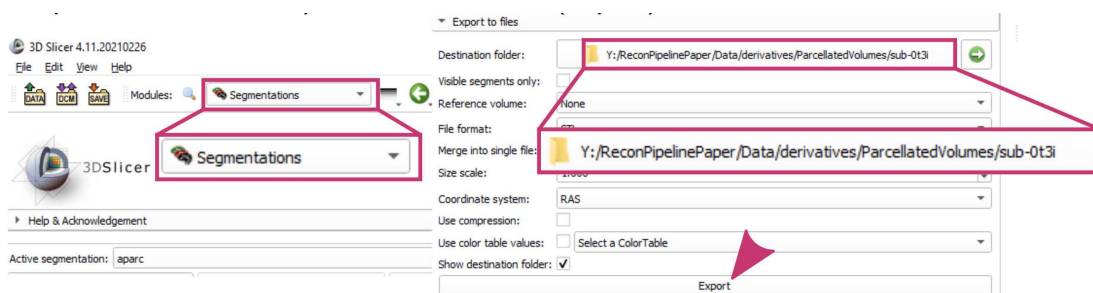 3D Slicer 4.11.20210226
File Edit View Help
DATA DCM SAVE Modules: Segmentations
Segmentations
3DSlicer
Help & Acknowledgement
Active segmentation: aparc
Export to files
Destination folder: Y:/ReconPipelinePaper/Data/derivatives/ParcellatedVolumes/sub-0t3i
Visible segments only:
Reference volume: None
File format:
Merge into single file: Y:/ReconPipelinePaper/Data/derivatives/ParcellatedVolumes/sub-0t3i
Size scale:
Coordinate system: RAS
Use compression:
Use color table values: Select a ColorTable
Show destination folder:
Export